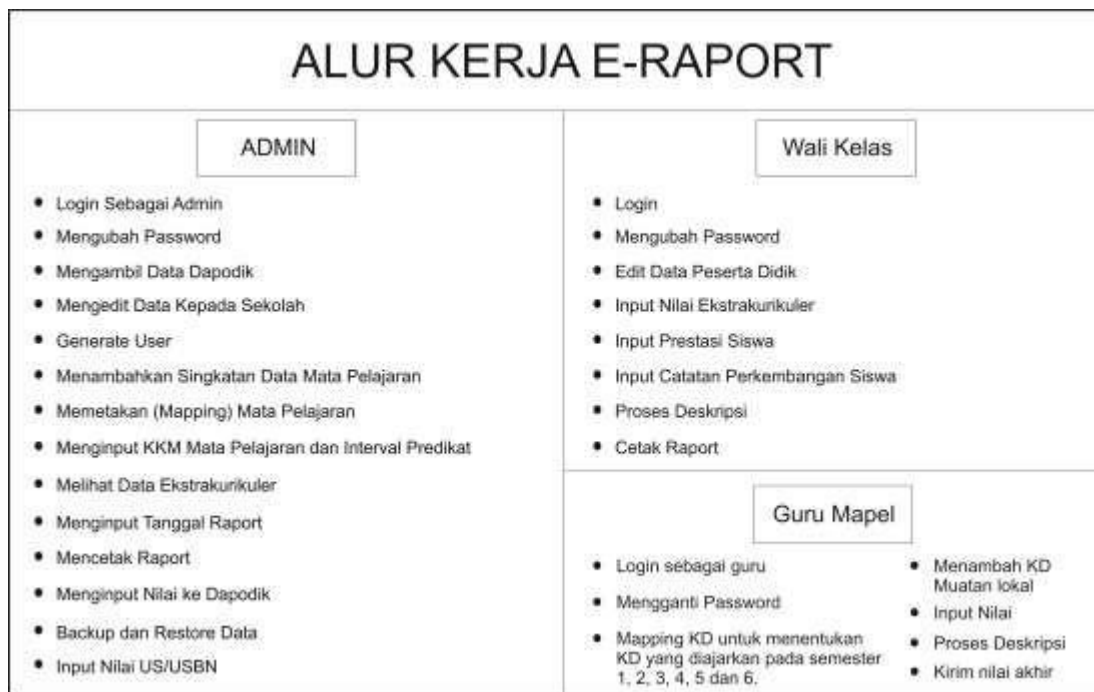 ALUR KERJA E-RAPORT
ADMIN
Login Sebagai Admin
Mengubah Password
Mengambil Data Dapodik
Mengedit Data Kepada Sekolah
Generate User
Menambahkan Singkatan Data Mata Pelajaran
Memetakan (Mapping) Mata Pelajaran
Menginput KKM Mata Pelajaran dan Interval Predikat
Melihat Data Ekstrakurikuler
Menginput Tanggal Raport
Mencetak Raport
Menginput Nilai ke Dapodik
Backup dan Restore Data
Input Nilai US/USBN
Wali Kelas
Login
Mengubah Password
Edit Data Peserta Didik
Input Nilai Ekstrakurikuler
Input Prestasi Siswa
Input Catatan Perkembangan Siswa
Proses Deskripsi
Cetak Raport
Guru Mapel
Login sebagai guru
Mengganti Password
Mapping KD untuk menentukan
KD yang diajarkan pada semester
1, 2, 3, 4, 5 dan 6.
Menambah KD
Muatan lokal
Input Nilai
Proses Deskripsi
Kirim nilai akhir